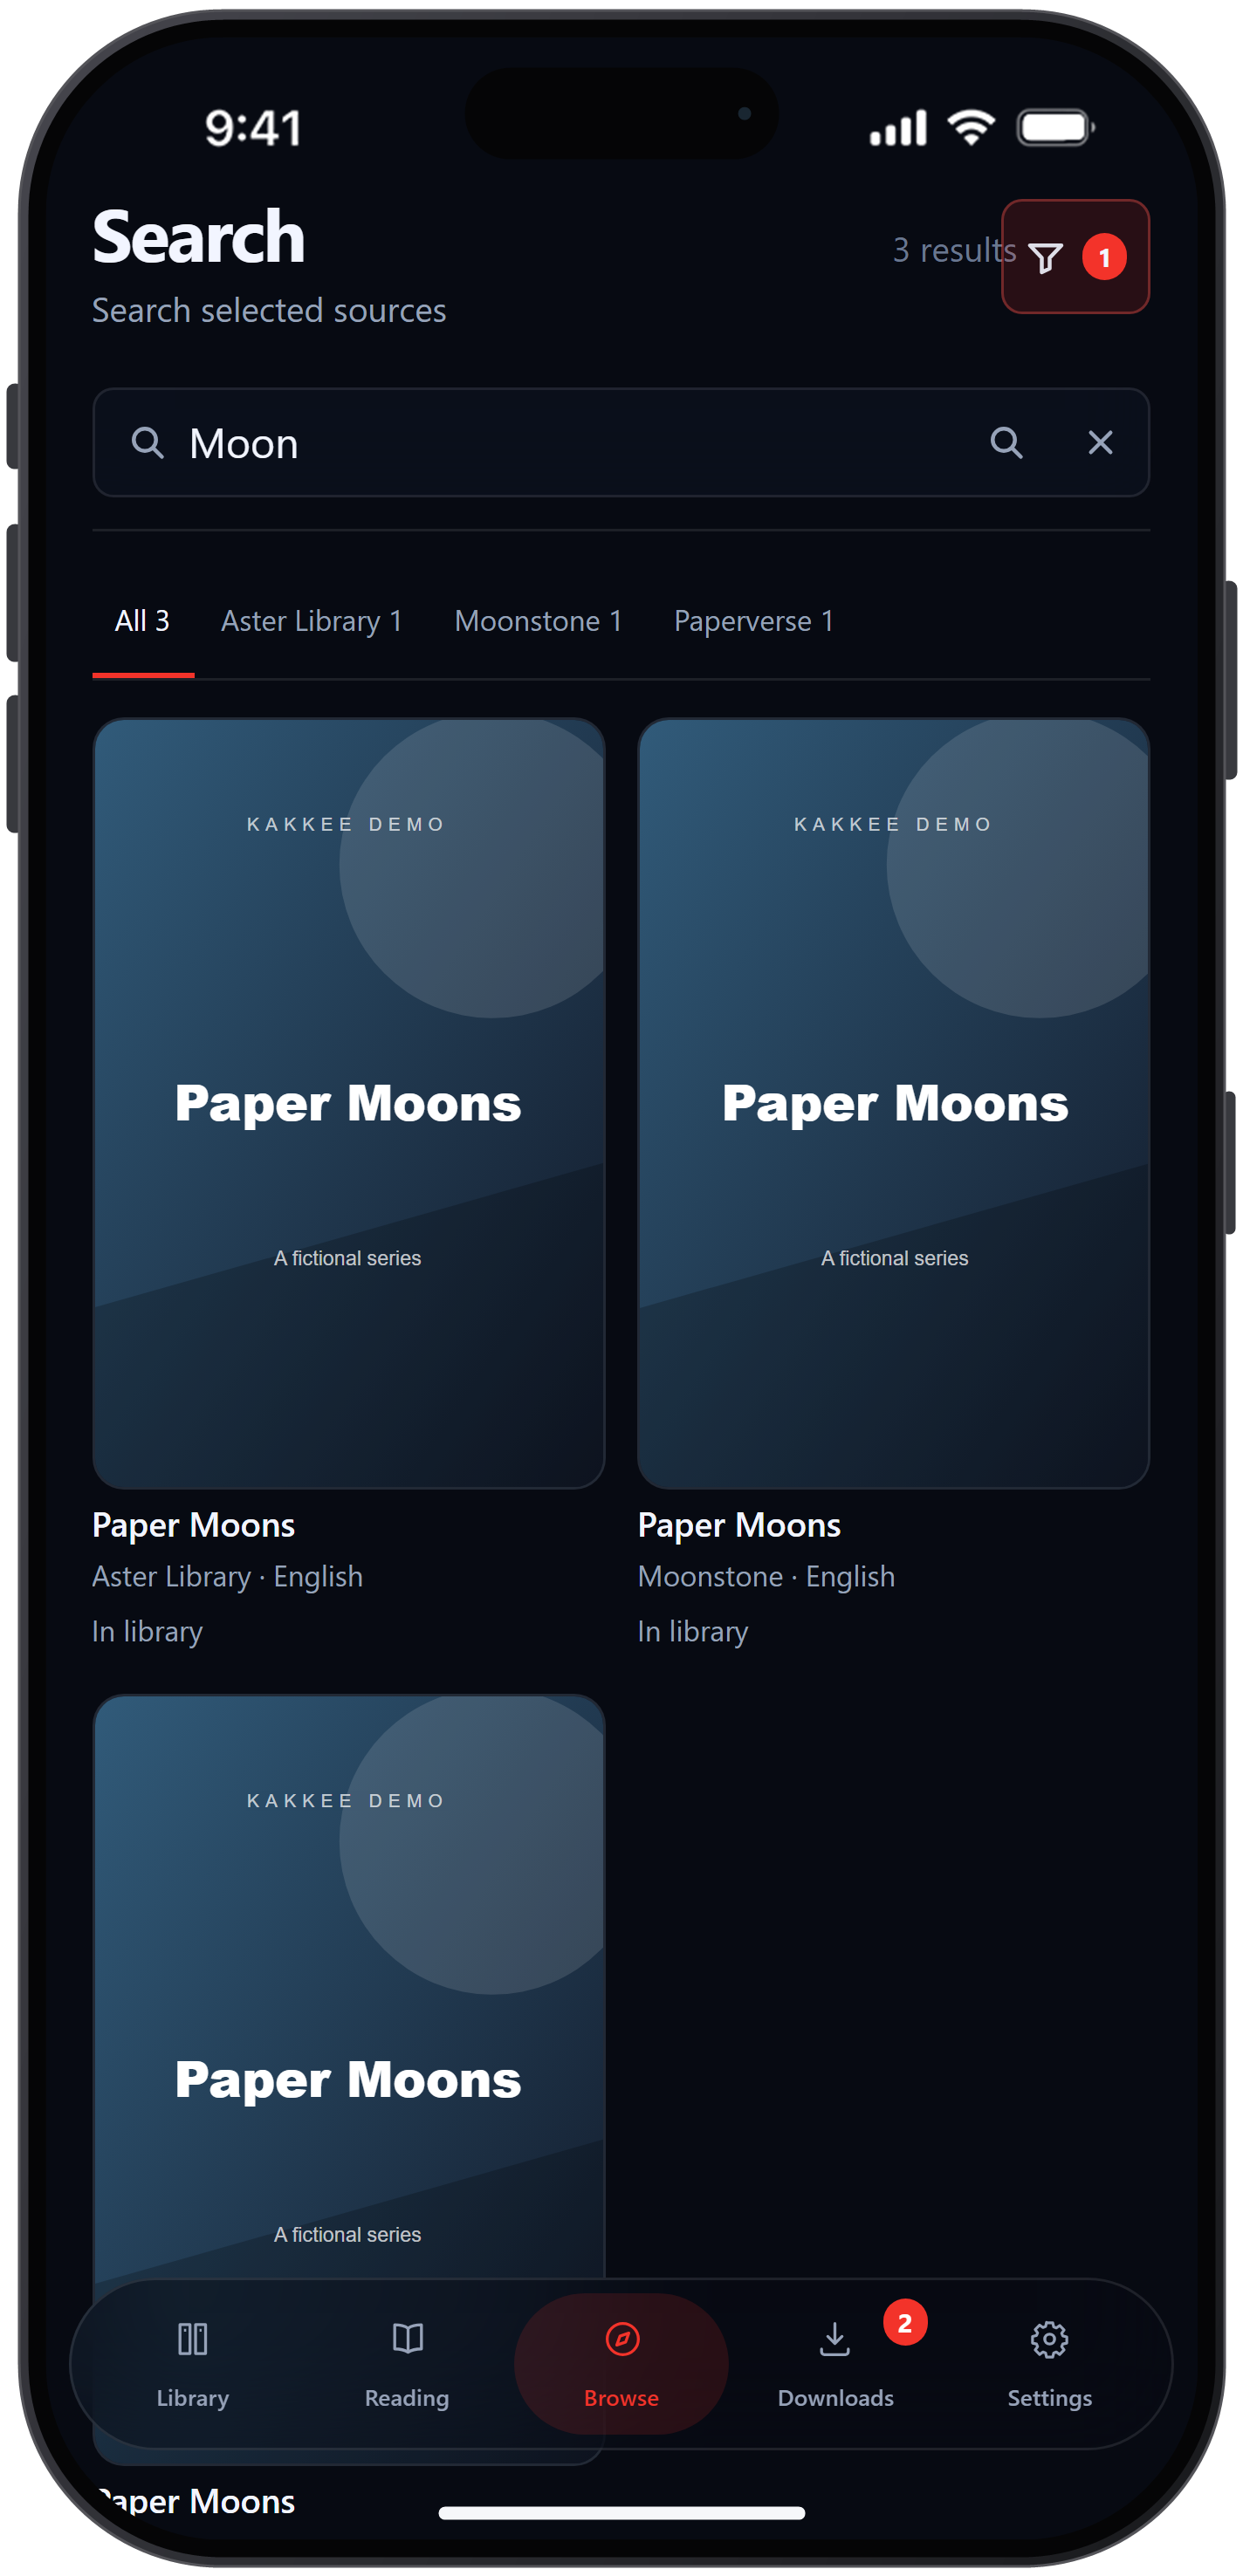 9:41
Search
3 results
1
Search selected sources
Moon
All 3 Aster Library 1 Moonstone 1 Paperverse 1
KAKKEE DEMO
Paper Moons
A fictional series
KAKKEE DEMO
Paper Moons
A fictional series
Paper Moons
Aster Library · English
In library
Paper Moons
Moonstone · English
In library
KAKKEE DEMO
Paper Moons
A fictional series
2
Library Reading Browse Downloads Settings
Paper Moons